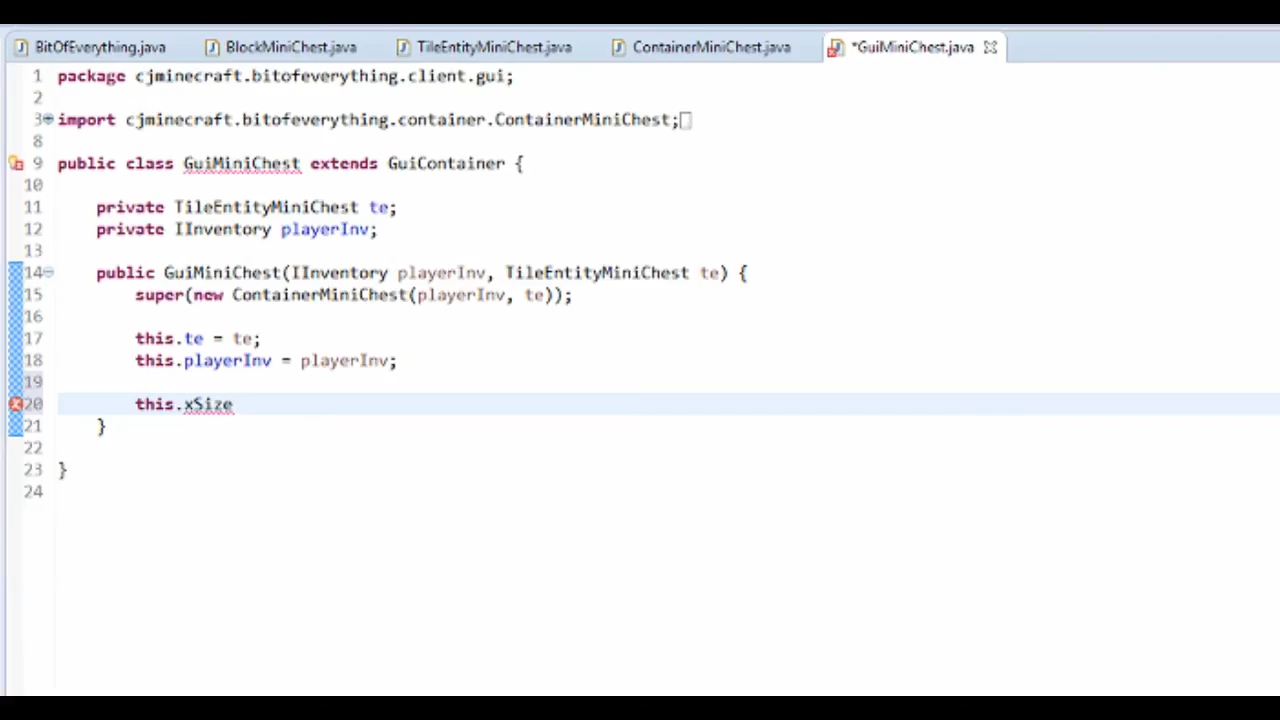 BitOfEverything.java BlockMiniChest.java TileEntityMiniChest.java ContainerMiniChest.java *GuiMiniChest.java
1 package cjminecraft.bitofeverything.client.gui;
2
3 import cjminecraft.bitofeverything.container.ContainerMiniChest;
8
9 public class GuiMiniChest extends GuiContainer {
10
11 private TileEntityMiniChest te;
12 private IInventory playerInv;
13
14 public GuiMiniChest(IInventory playerInv, TileEntityMiniChest te) {
15 super(new ContainerMiniChest(playerInv, te));
16
17 this.te = te;
18 this.playerInv = playerInv;
19
20 this.xSize
21 }
22
23 }
24